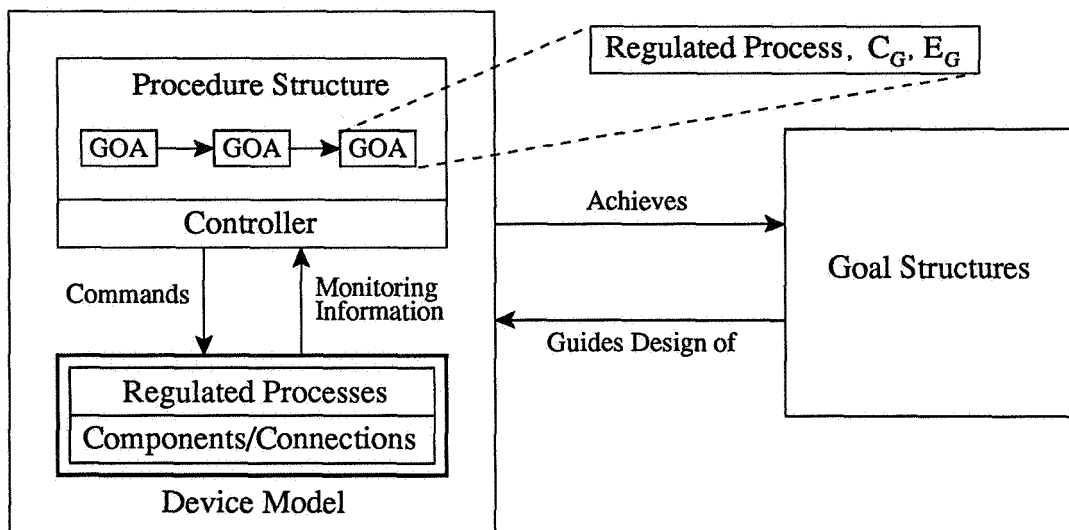 Procedure Structure
GOA GOA GOA
Controller
Commands
Monitoring
Information
Regulated Processes
Components/Connections
Device Model
Regulated Process, C_G, E_G
Achieves
Guides Design of
Goal Structures